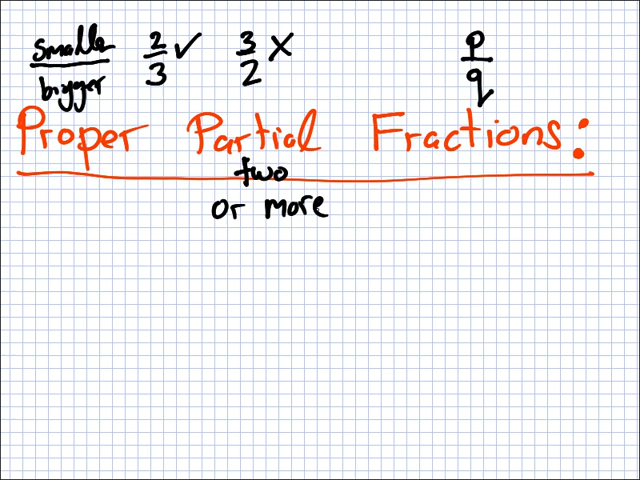 smaller 2 ✓ 3 X p
bigger 3 2 q
Proper Partial Fractions:
two
or more